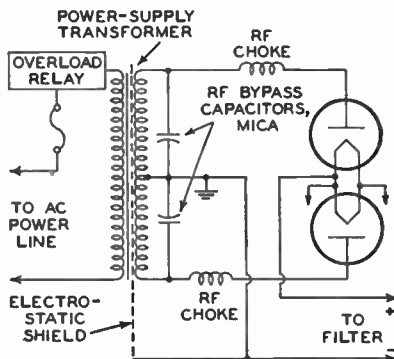 POWER-SUPPLY
TRANSFORMER
OVERLOAD
RELAY
RF
CHOKE
RF BYPASS
CAPACITORS,
MICA
TO AC
POWER
LINE
ELECTRO-
STATIC
SHIELD
RF
CHOKE
TO
FILTER
+
-